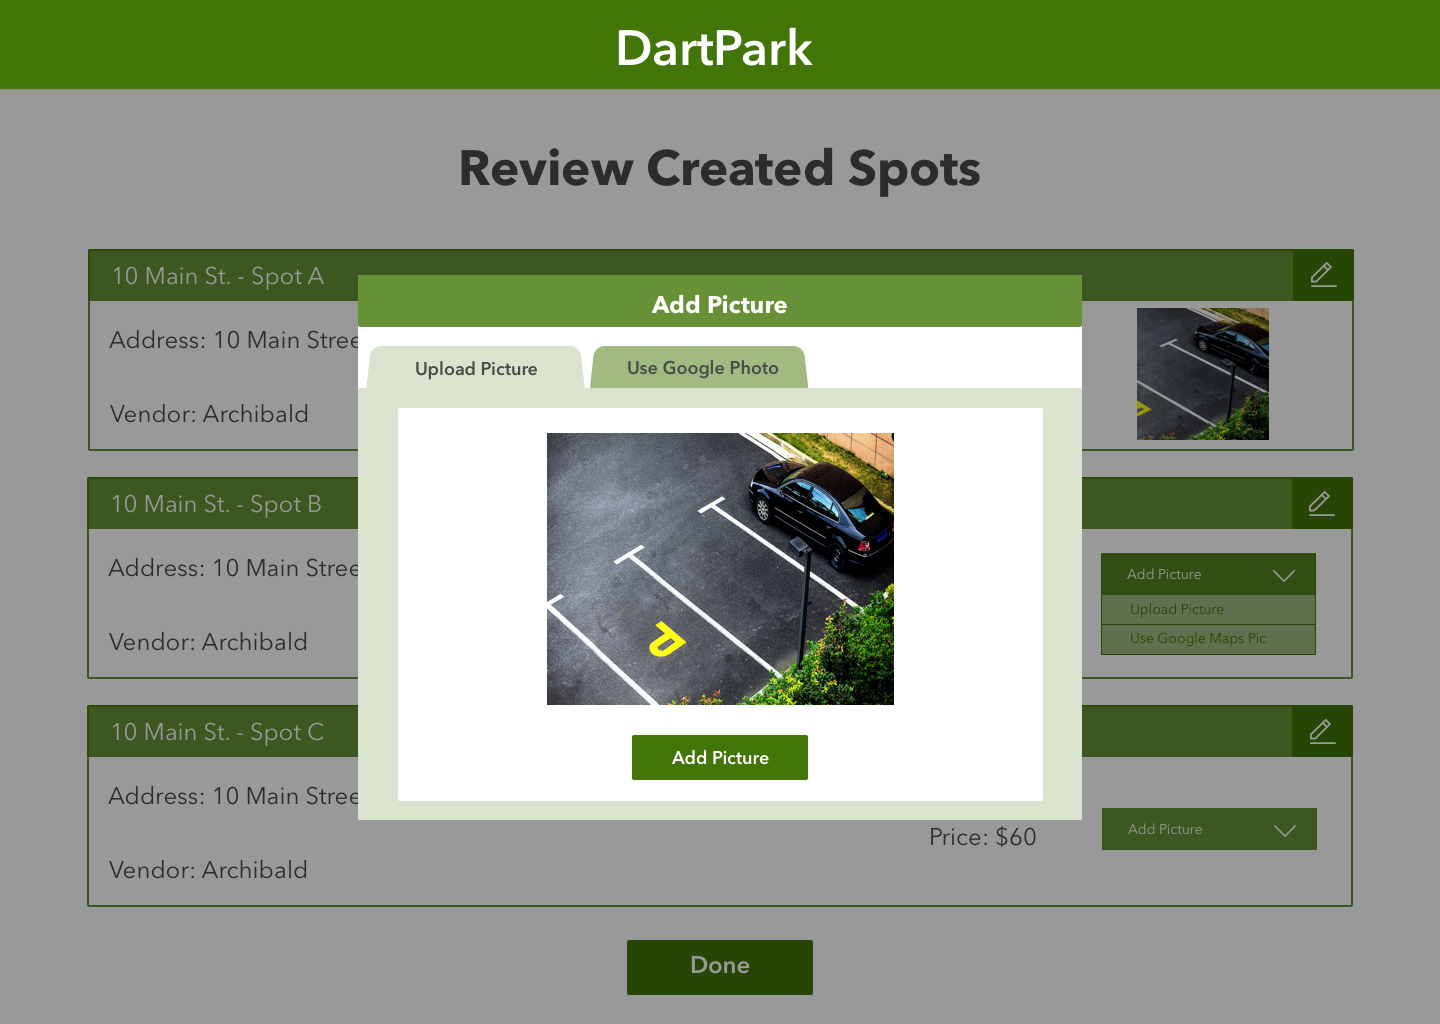 DartPark
Review Created Spots
10 Main St. - Spot A
Address: 10 Main Stree
Vendor: Archibald
Add Picture
Upload Picture
Use Google Photo
Add Picture
10 Main St. - Spot B
Address: 10 Main Stree
Vendor: Archibald
Add Picture
Upload Picture
Use Google Maps Pic
10 Main St. - Spot C
Address: 10 Main Stree
Vendor: Archibald
Price: $60
Add Picture
Done